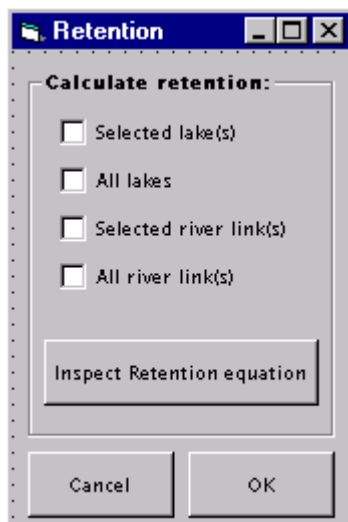 Retention
Calculate retention:
Selected lake(s)
All lakes
Selected river link(s)
All river link(s)
Inspect Retention equation
Cancel OK